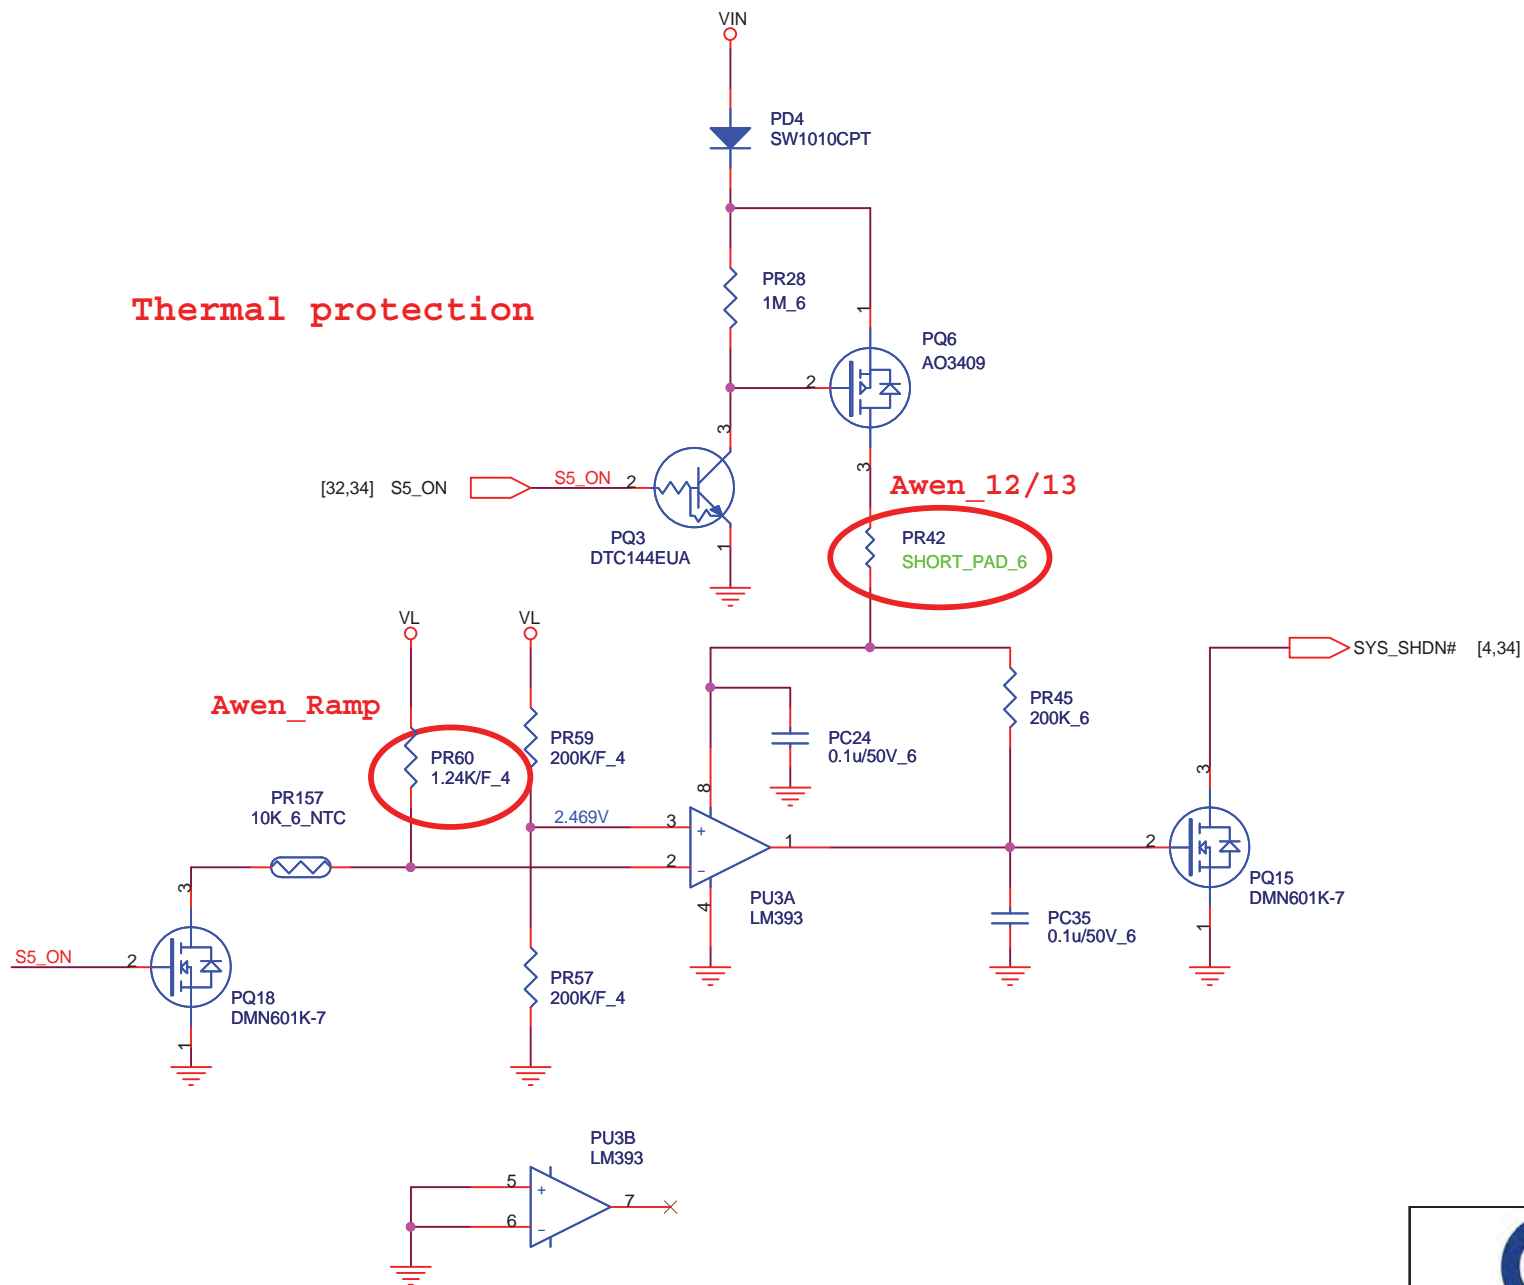 VIN
PD4
SW1010CPT
PR28
1M_6
Thermal protection
1
PQ6
AO3409
2
3
3
[32,34] S5_ON
S5_ON
2
Awen_12/13
PQ3
DTC144EUA
1
PR42
SHORT_PAD_6
VL
VL
SYS_SHDN# [4,34]
Awen_Ramp
PR45
200K_6
PR59
200K/F_4
PR60
1.24K/F_4
PC24
0.1u/50V_6
PR157
10K_6_NTC
8
3
2.469V
3
+
1
2
2
−
PU3A
LM393
4
PQ15
DMN601K-7
3
PC35
0.1u/50V_6
1
S5_ON
2
PR57
200K/F_4
PQ18
DMN601K-7
1
PU3B
LM393
5
+
7
6
−